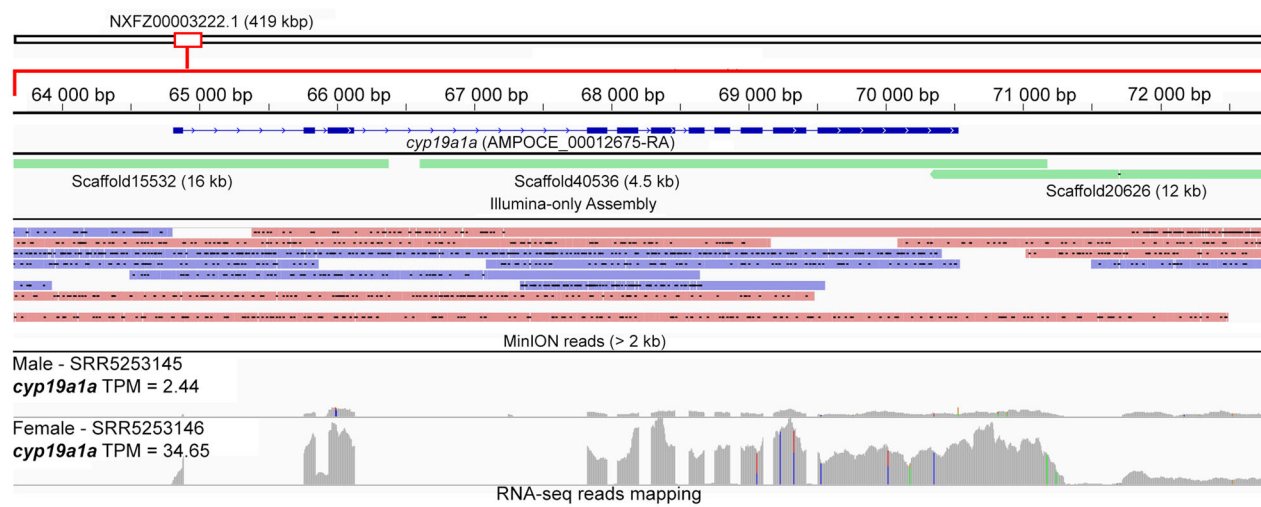 NXFZ00003222.1 (419 kbp)
64 000 bp 65 000 bp 66 000 bp 67 000 bp 68 000 bp 69 000 bp 70 000 bp 71 000 bp 72 000 bp
cyp19a1a (AMPOCE_00012675-RA)
Scaffold15532 (16 kb) Scaffold40536 (4.5 kb) Scaffold20626 (12 kb)
Illumina-only Assembly
MinION reads (> 2 kb)
Male - SRR5253145
cyp19a1a TPM = 2.44
Female - SRR5253146
cyp19a1a TPM = 34.65
RNA-seq reads mapping